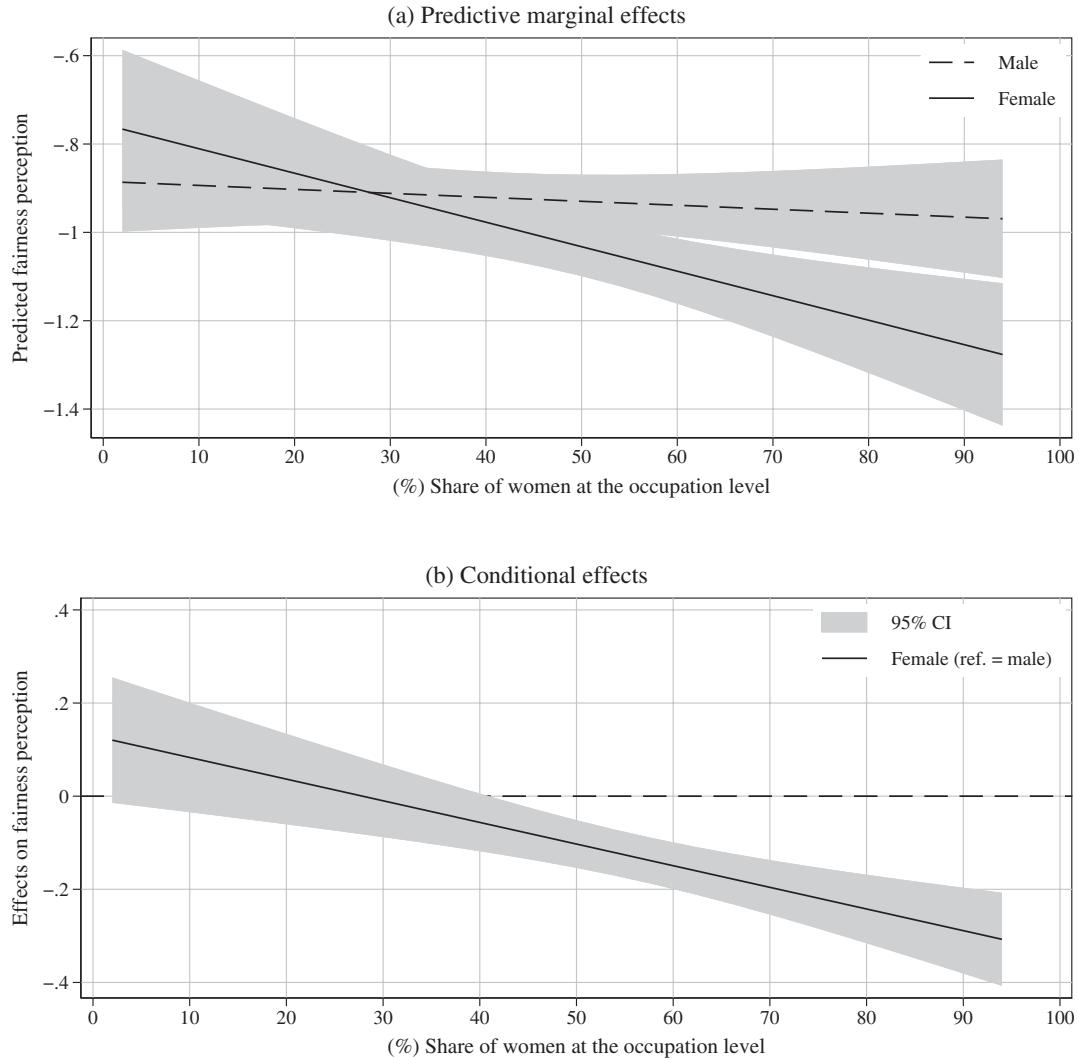 (a) Predictive marginal effects
Predicted fairness perception
−.6
−.8
−1
−1.2
−1.4
Male
Female
0 10 20 30 40 50 60 70 80 90 100
(%) Share of women at the occupation level
(b) Conditional effects
Effects on fairness perception
.4
.2
0
−.2
−.4
95% CI
Female (ref. = male)
0 10 20 30 40 50 60 70 80 90 100
(%) Share of women at the occupation level